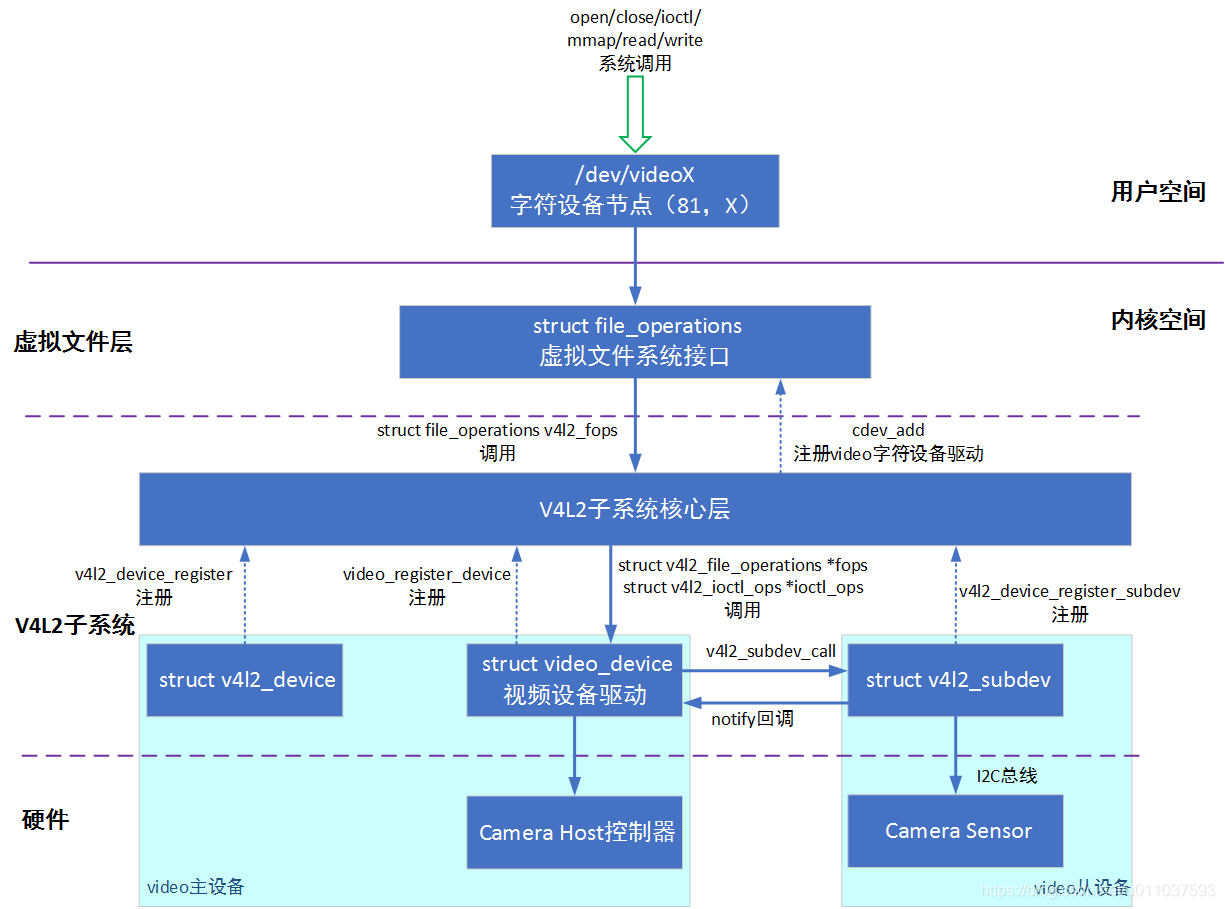 open/close/ioctl/
mmap/read/write
系统调用
/dev/videoX
字符设备节点（81，X）
用户空间
内核空间
虚拟文件层
struct file_operations
虚拟文件系统接口
struct file_operations v4l2_fops
调用
cdev_add
注册video字符设备驱动
V4L2子系统核心层
v4l2_device_register
注册
video_register_device
注册
struct v4l2_file_operations *fops
struct v4l2_ioctl_ops *ioctl_ops
调用
v4l2_device_register_subdev
注册
V4L2子系统
struct v4l2_device
struct video_device
视频设备驱动
v4l2_subdev_call
notify回调
struct v4l2_subdev
I2C总线
硬件
Camera Host控制器
Camera Sensor
video主设备
video从设备